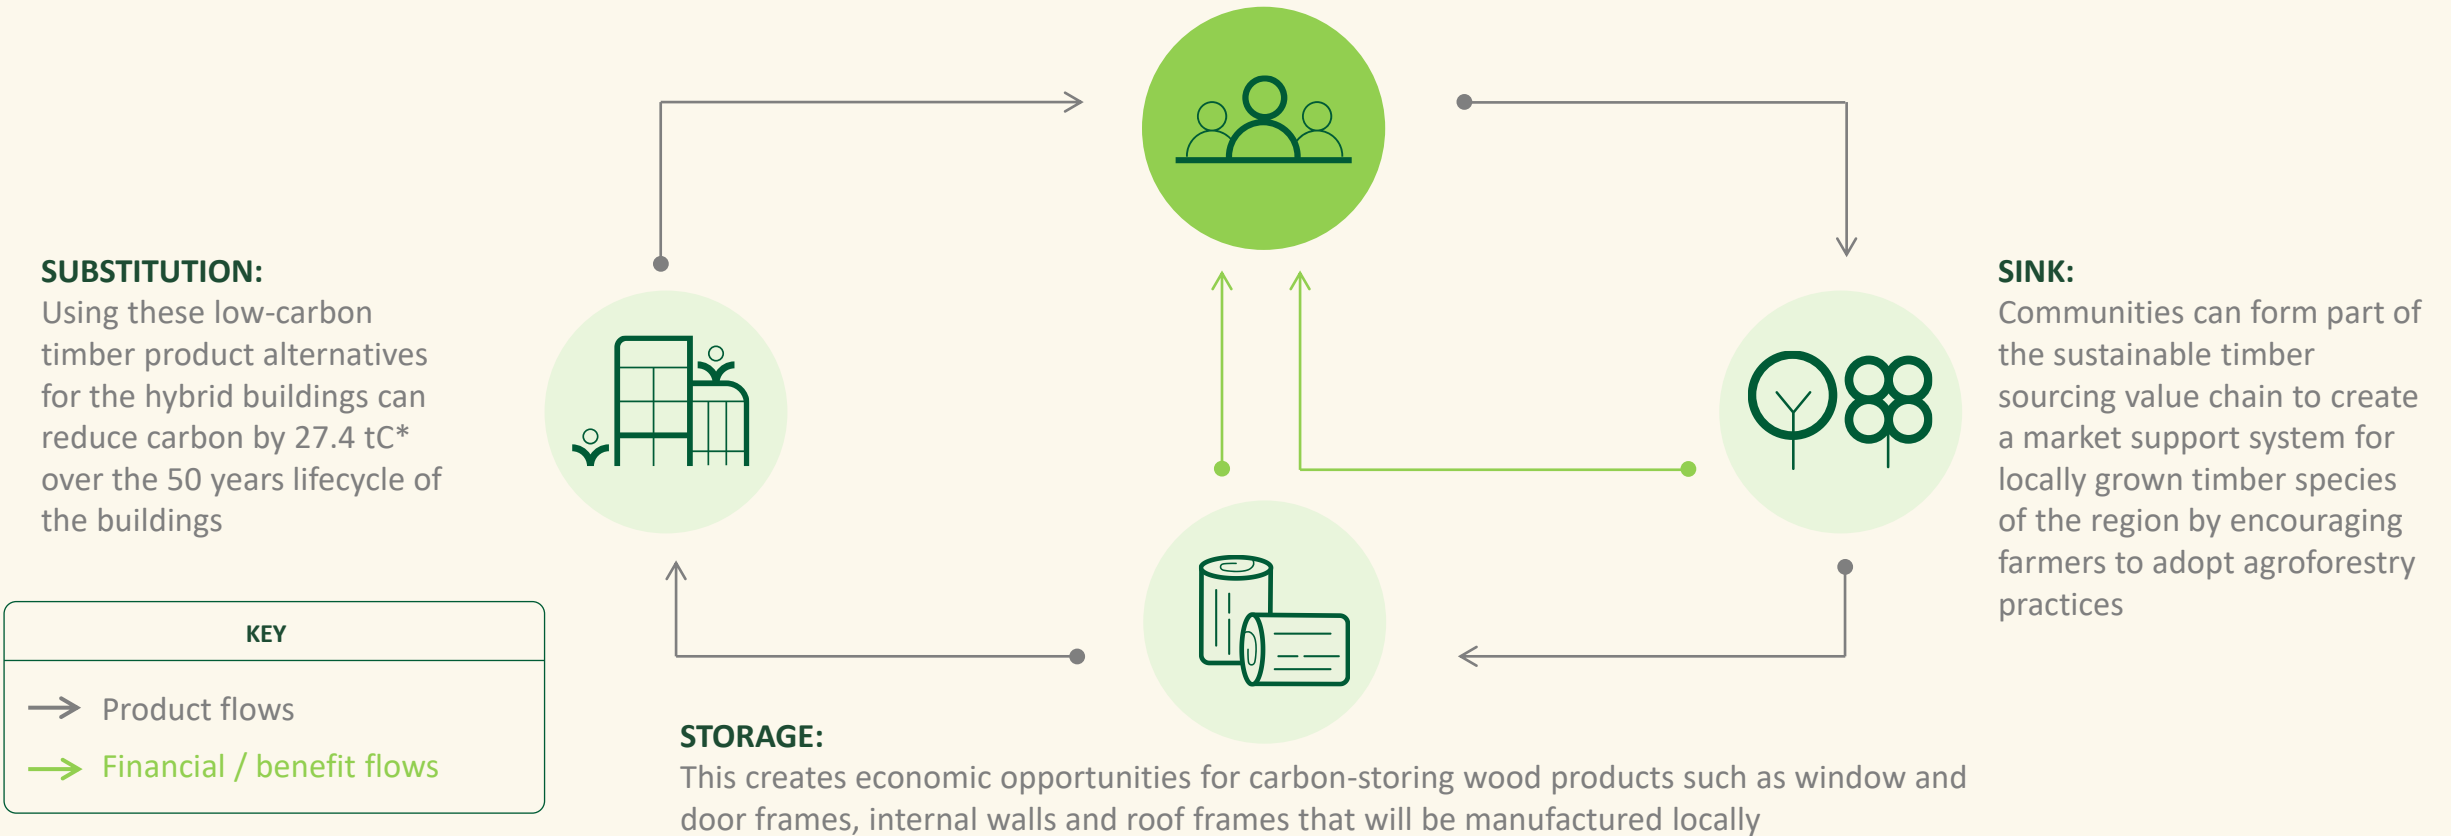 SUBSTITUTION:
Using these low-carbon
timber product alternatives
for the hybrid buildings can
reduce carbon by 27.4 tC*
over the 50 years lifecycle of
the buildings
SINK:
Communities can form part of
the sustainable timber
sourcing value chain to create
a market support system for
locally grown timber species
of the region by encouraging
farmers to adopt agroforestry
practices
KEY
Product flows
Financial / benefit flows
STORAGE:
This creates economic opportunities for carbon-storing wood products such as window and
door frames, internal walls and roof frames that will be manufactured locally